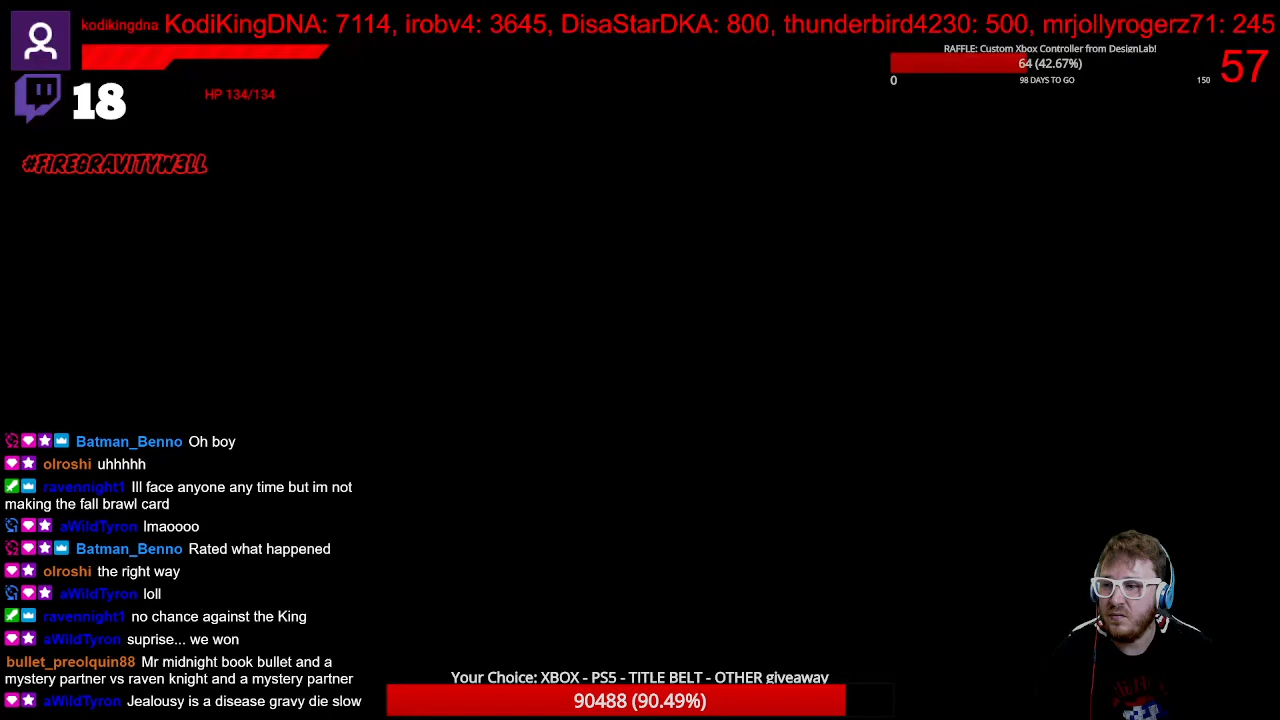 kodikingdna KodiKingDNA: 7114, irobv4: 3645, DisaStarDKA: 800, thunderbird4230: 500, mrjollyrogerz71: 245
RAFFLE: Custom Xbox Controller from DesignLab!
64 (42.67%)
57
0
98 DAYS TO GO
150
18
HP 134/134
#FIREGRAVITYW3LL
Batman_Benno Oh boy
olroshi uhhhhh
ravennight1 Ill face anyone any time but im not
making the fall brawl card
aWildTyron lmaoooo
Batman_Benno Rated what happened
olroshi the right way
aWildTyron loll
ravennight1 no chance against the King
aWildTyron suprise... we won
bullet_preolquin88 Mr midnight book bullet and a
mystery partner vs raven knight and a mystery partner
aWildTyron Jealousy is a disease gravy die slow
Your Choice: XBOX - PS5 - TITLE BELT - OTHER giveaway
90488 (90.49%)